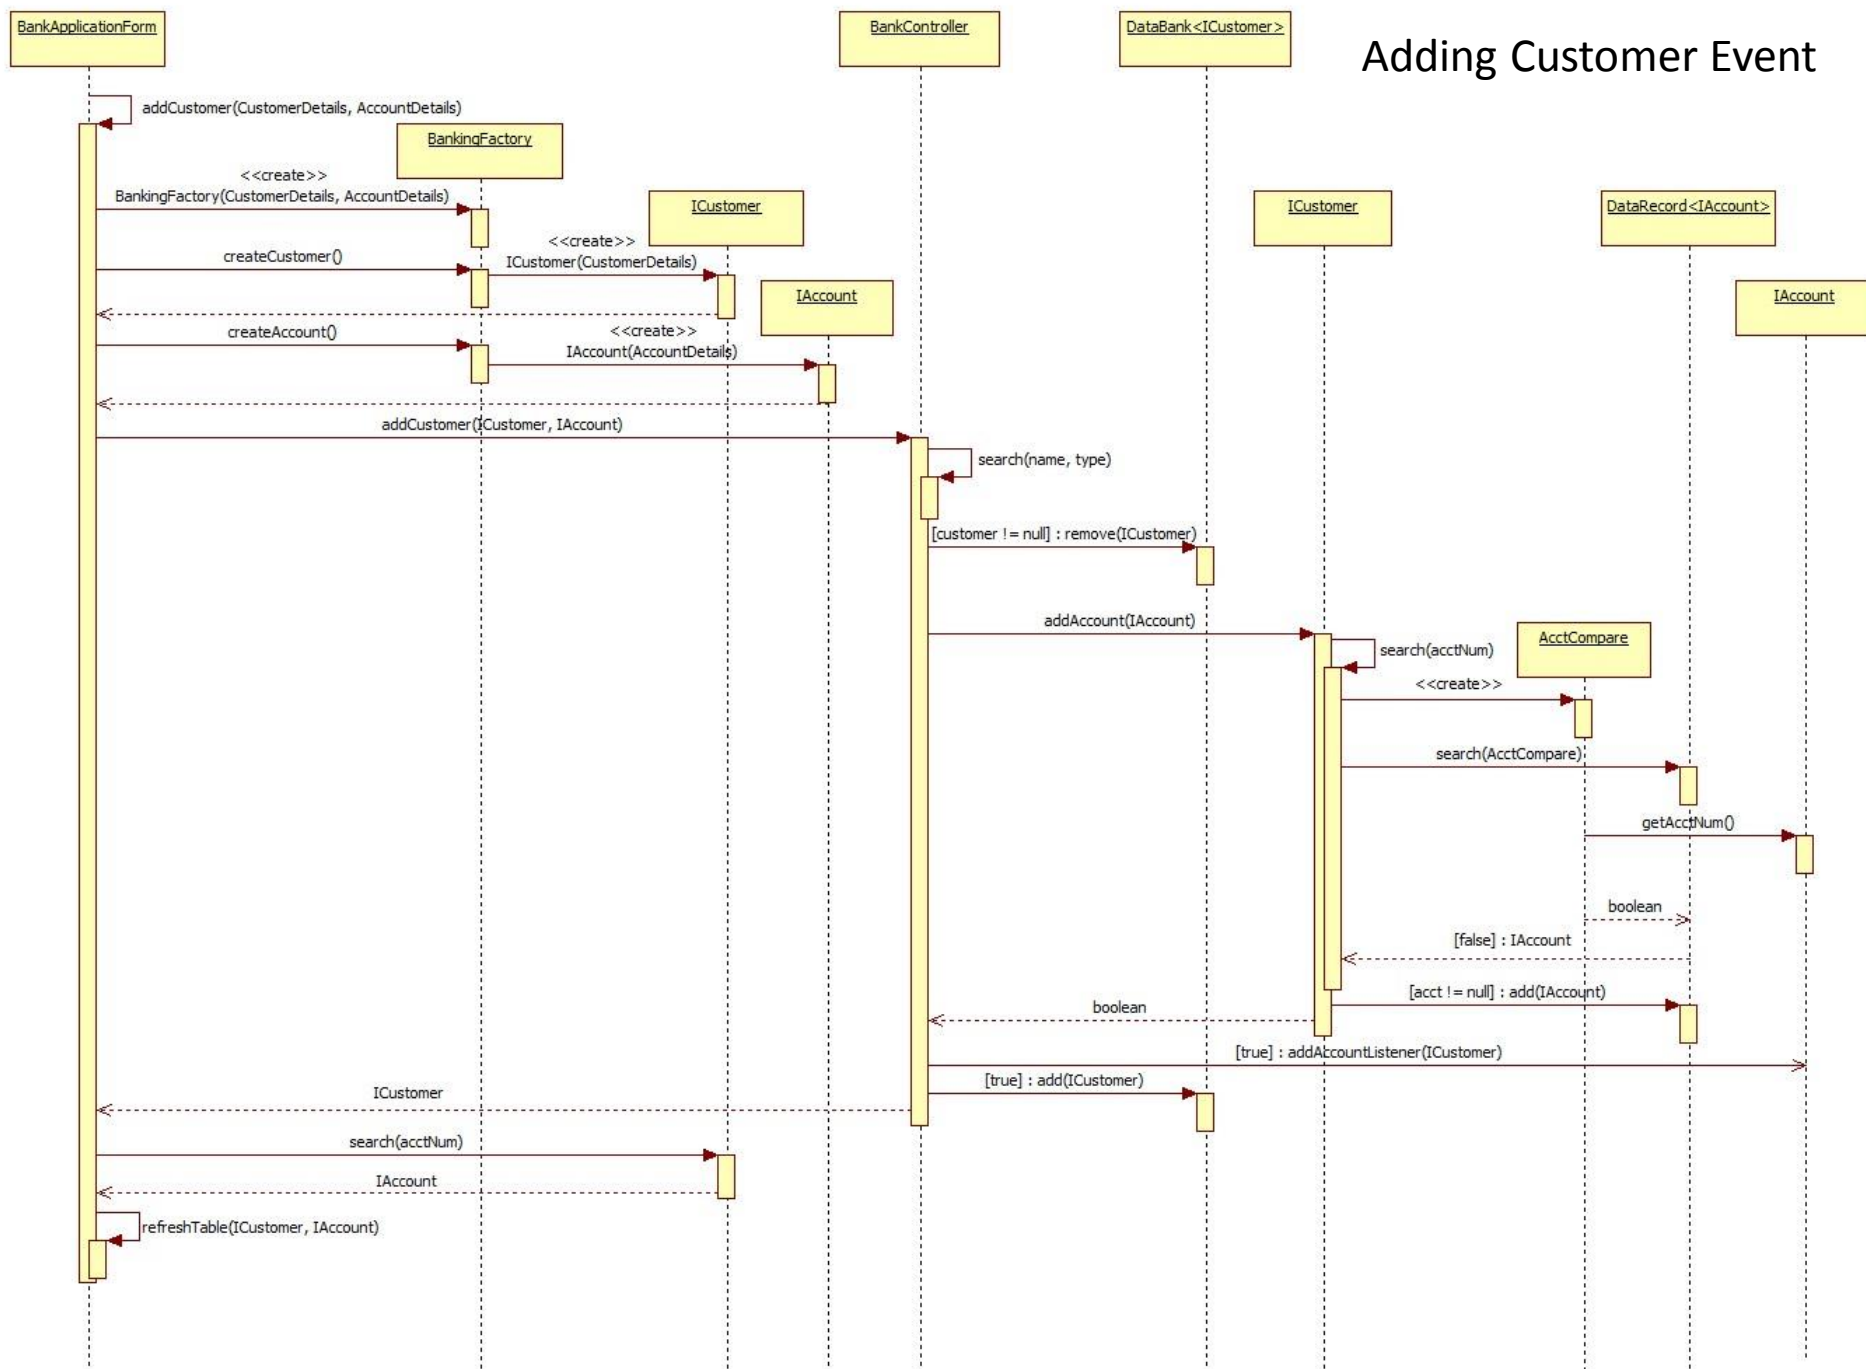 BankApplicationForm
BankController
DataBank<ICustomer>
Adding Customer Event
addCustomer(CustomerDetails, AccountDetails)
BankingFactory
<<create>>
BankingFactory(CustomerDetails, AccountDetails)
ICustomer
ICustomer
DataRecord<IAccount>
<<create>>
createCustomer()
ICustomer(CustomerDetails)
IAccount
IAccount
createAccount()
<<create>>
IAccount(AccountDetails)
addCustomer(ICustomer, IAccount)
search(name, type)
[customer != null] : remove(ICustomer)
addAccount(IAccount)
AcctCompare
search(acctNum)
<<create>>
search(AcctCompare)
getAcctNum()
boolean
[false] : IAccount
[acct != null] : add(IAccount)
boolean
[true] : addAccountListener(ICustomer)
[true] : add(ICustomer)
ICustomer
search(acctNum)
IAccount
refreshTable(ICustomer, IAccount)